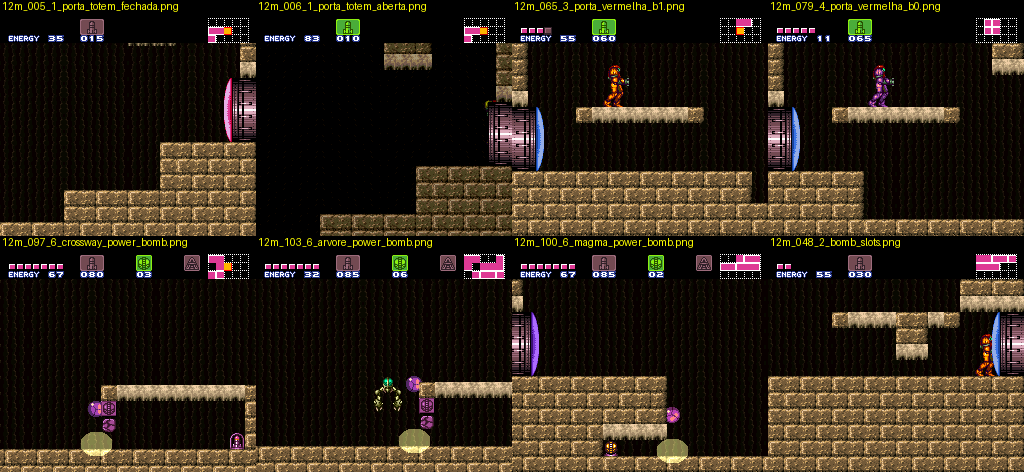 12m_005_1_porta_totem_fechada.png
ENERGY 35 015
12m_006_1_porta_totem_aberta.png
ENERGY 83 010
12m_065_3_porta_vermelha_b1.png
ENERGY 55 060
12m_079_4_porta_vermelha_b0.png
ENERGY 11 065
12m_097_6_crossway_power_bomb.png
ENERGY 67 080 03
12m_103_6_arvore_power_bomb.png
ENERGY 32 085 06
12m_100_6_magma_power_bomb.png
ENERGY 67 085 02
12m_048_2_bomb_slots.png
ENERGY 55 030